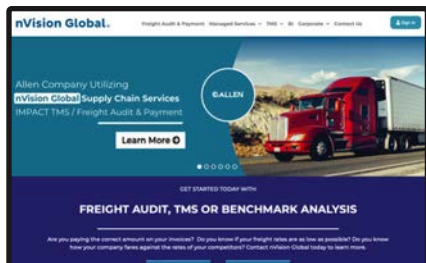 nVision Global.
Freight Audit & Payment Managed Services TMS BI Corporate Contact Us
Sign In
Allen Company Utilizing
nVision Global Supply Chain Services
IMPACT TMS / Freight Audit & Payment
ALLEN
Learn More
GET STARTED TODAY WITH
FREIGHT AUDIT, TMS OR BENCHMARK ANALYSIS
Are you paying the correct amount on your invoices? Do you know if your freight rates are as low as possible? Do you know
how your company fares against the rates of your competitors? Contact nVision Global today to learn more.